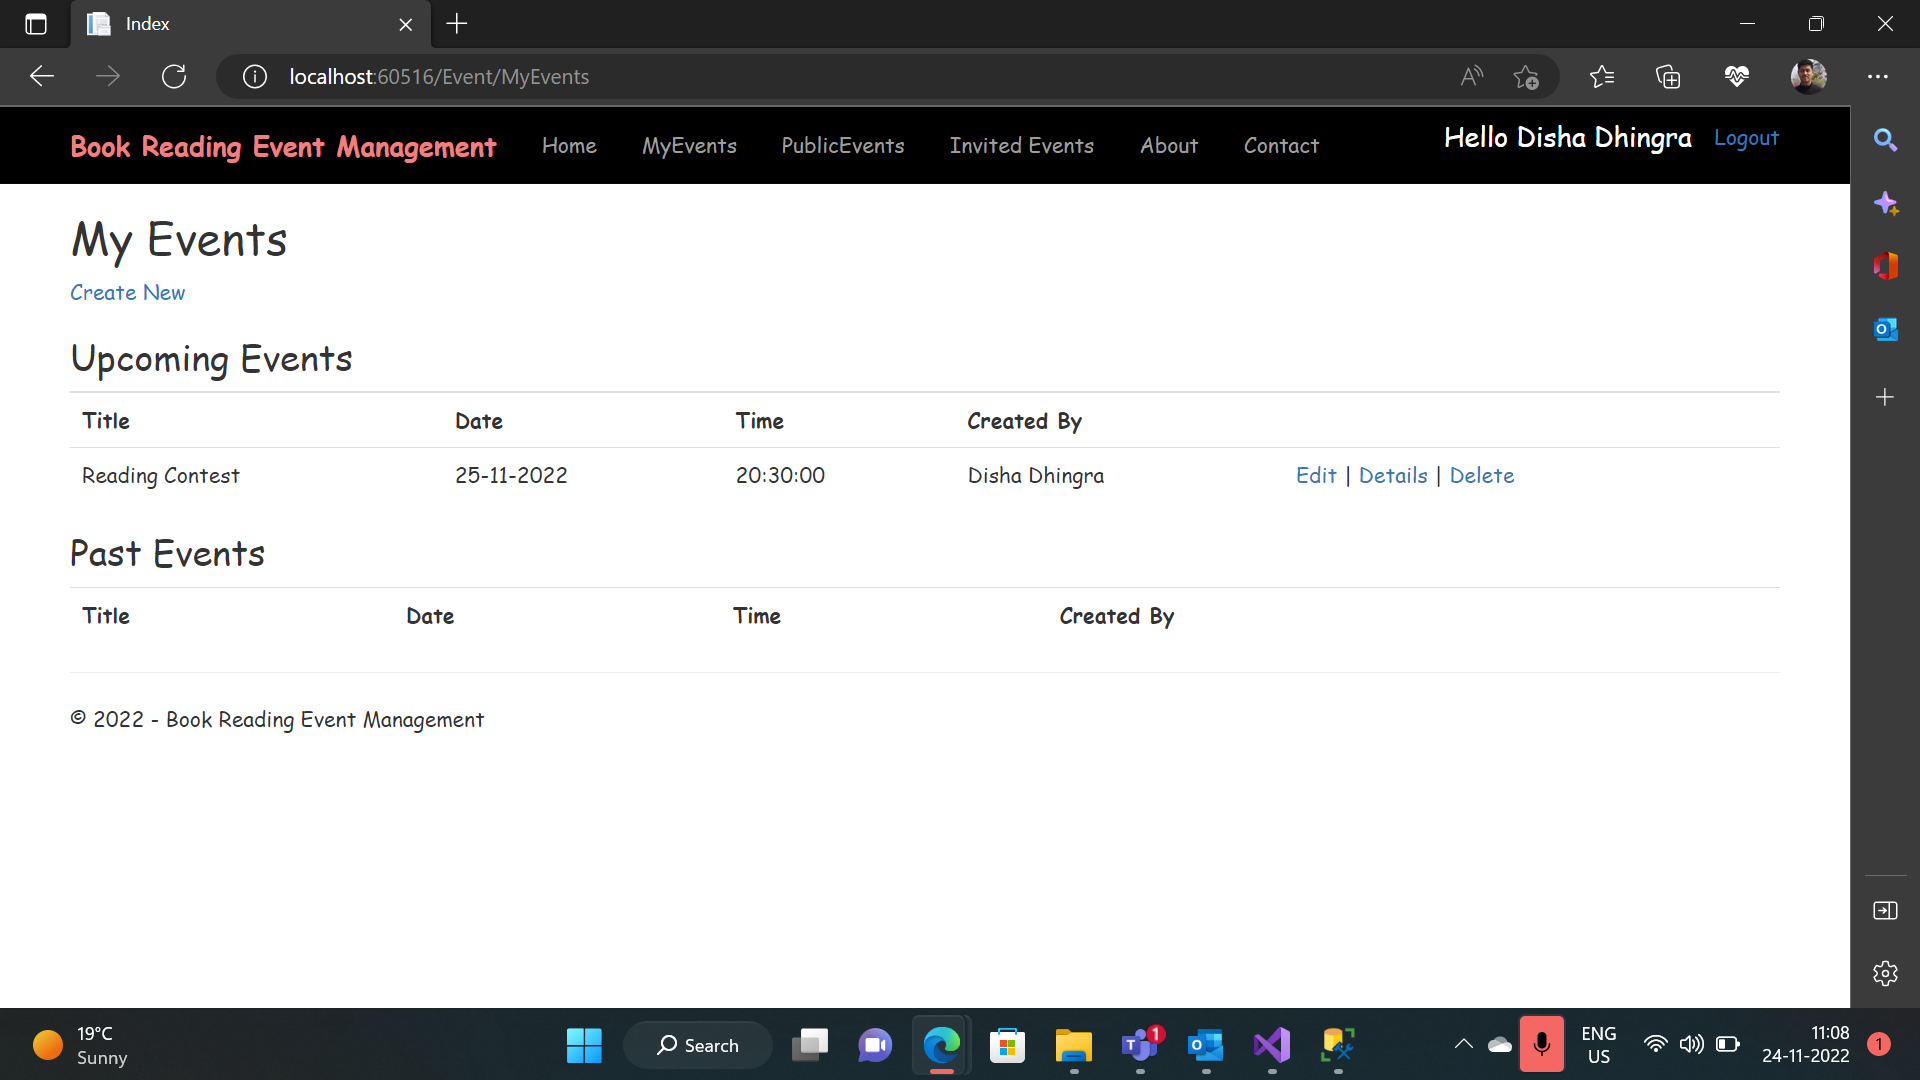 Index
localhost:60516/Event/MyEvents
Book Reading Event Management Home MyEvents PublicEvents Invited Events About Contact Hello Disha Dhingra Logout
My Events
Create New
Upcoming Events
Title Date Time Created By
Reading Contest 25-11-2022 20:30:00 Disha Dhingra Edit | Details | Delete
Past Events
Title Date Time Created By
© 2022 - Book Reading Event Management
19°C
Sunny
Search
1
ENG
US
11:08
24-11-2022
1